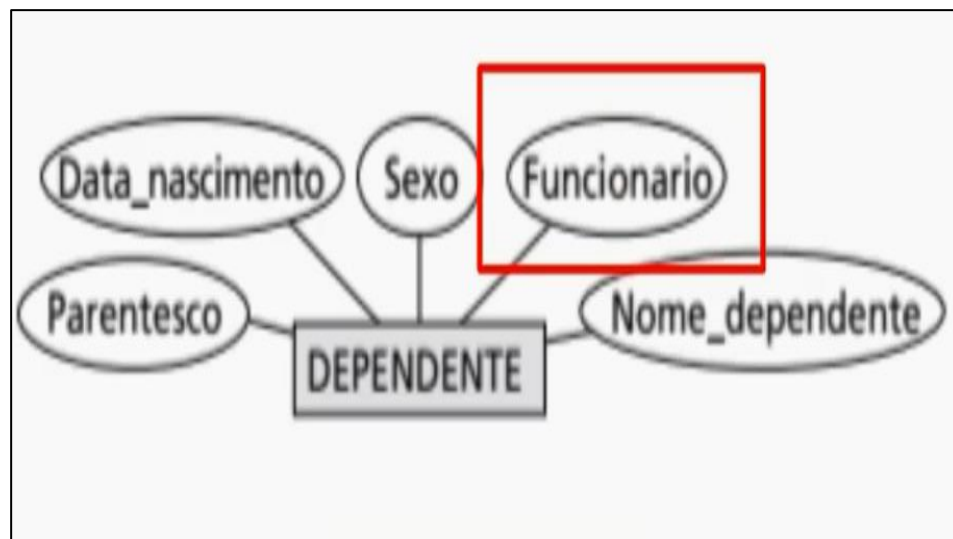 Data_nascimento
Sexo
Funcionario
Parentesco
Nome_dependente
DEPENDENTE